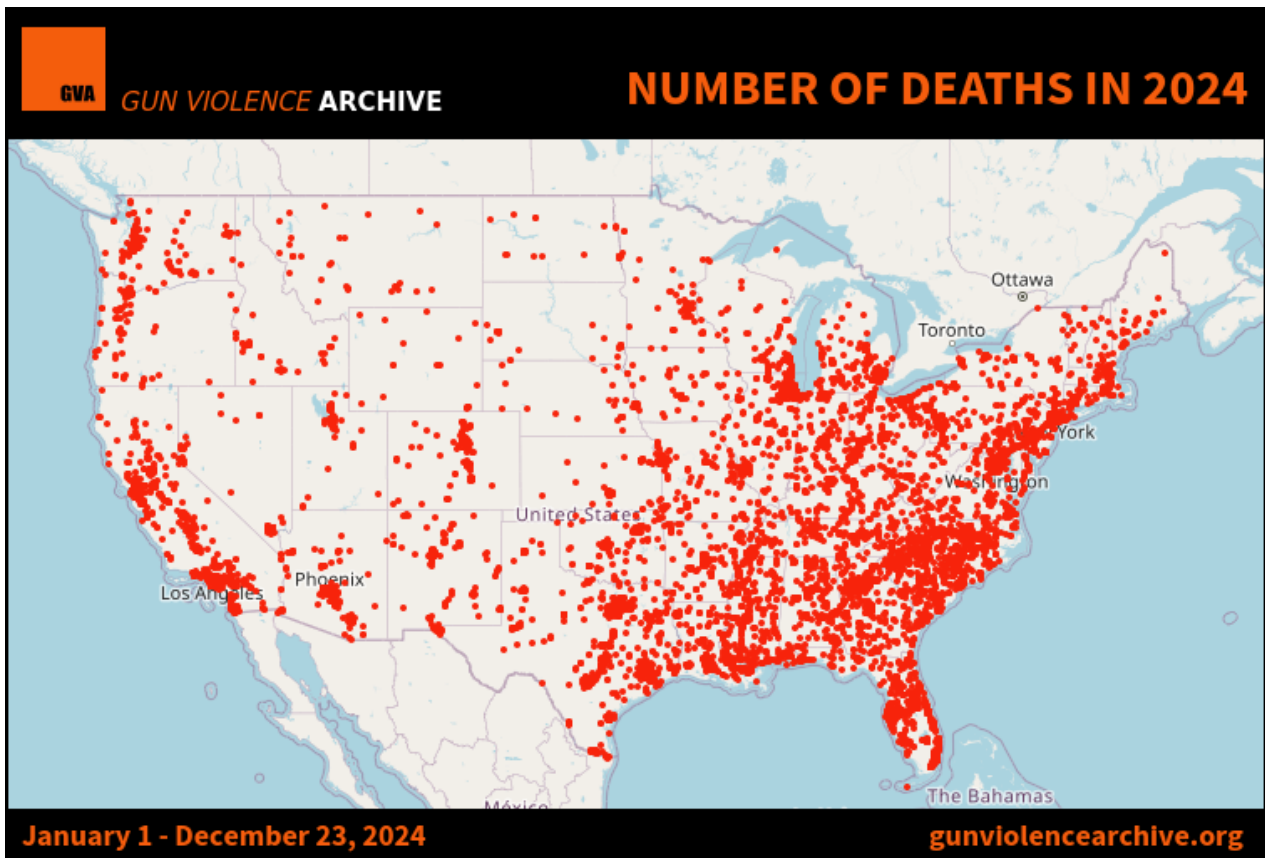 GVA
GUN VIOLENCE ARCHIVE
NUMBER OF DEATHS IN 2024
Ottawa
Toronto
York
Washington
United States
Phoenix
Los Angeles
The Bahamas
México
January 1 - December 23, 2024
gunviolencearchive.org